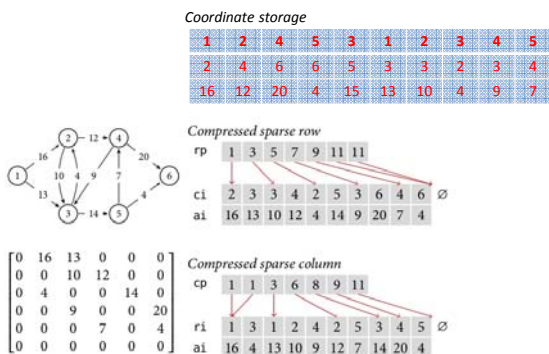 Coordinate storage
1 2 4 5 3 1 2 3 4 5
2 4 6 6 5 3 3 2 3 4
16 12 20 4 15 13 10 4 9 7
2 12 4
16 20
1 10 4 9 7 6
13 4
3 14 5
Compressed sparse row
rp 1 3 5 7 9 11 11
ci 2 3 3 4 2 5 3 6 4 6 Ø
ai 16 13 10 12 4 14 9 20 7 4
0 16 13 0 0 0
0 0 10 12 0 0
0 4 0 0 14 0
0 0 9 0 0 20
0 0 0 7 0 4
0 0 0 0 0 0
Compressed sparse column
cp 1 1 3 6 8 9 11
ri 1 3 1 2 4 2 5 3 4 5 Ø
ai 16 4 13 10 9 12 7 14 20 4